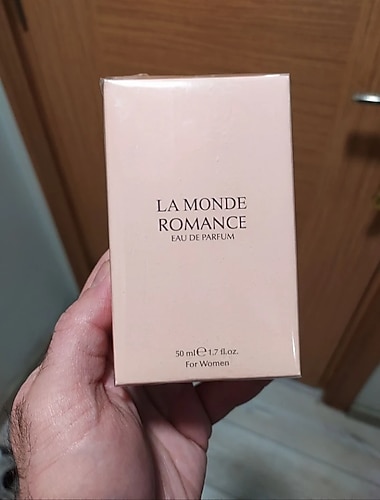 LA MONDE
ROMANCE
EAU DE PARFUM
50 ml ℮ 1,7 fl.oz.
For Women